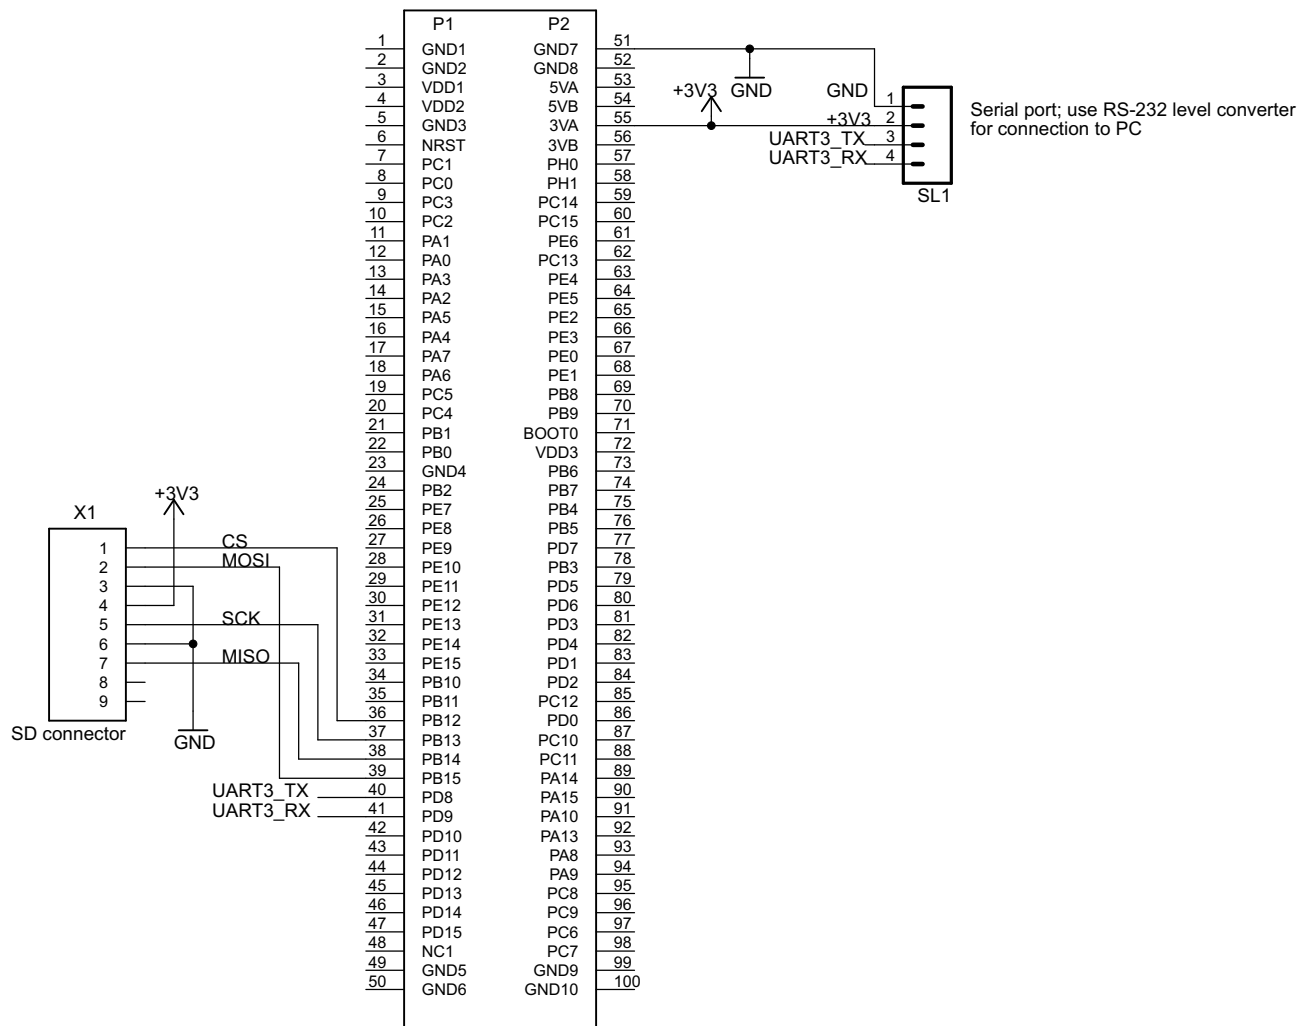 P1 P2
1 GND1 GND7 51
2 GND2 GND8 52
3 VDD1 5VA 53
4 VDD2 5VB 54
5 GND3 3VA 55
6 NRST 3VB 56
7 PC1 PH0 57
8 PC0 PH1 58
9 PC3 PC14 59
10 PC2 PC15 60
11 PA1 PE6 61
12 PA0 PC13 62
13 PA3 PE4 63
14 PA2 PE5 64
15 PA5 PE2 65
16 PA4 PE3 66
17 PA7 PE0 67
18 PA6 PE1 68
19 PC5 PB8 69
20 PC4 PB9 70
21 PB1 BOOT0 71
22 PB0 VDD3 72
23 GND4 PB6 73
24 PB2 PB7 74
25 PE7 PB4 75
26 PE8 PB5 76
27 PE9 PD7 77
28 PE10 PB3 78
29 PE11 PD5 79
30 PE12 PD6 80
31 PE13 PD3 81
32 PE14 PD4 82
33 PE15 PD1 83
34 PB10 PD2 84
35 PB11 PC12 85
36 PB12 PD0 86
37 PB13 PC10 87
38 PB14 PC11 88
39 PB15 PA14 89
40 PD8 PA15 90
41 PD9 PA10 91
42 PD10 PA13 92
43 PD11 PA8 93
44 PD12 PA9 94
45 PD13 PC8 95
46 PD14 PC9 96
47 PD15 PC6 97
48 NC1 PC7 98
49 GND5 GND9 99
50 GND6 GND10 100
+3V3 GND
GND 1
+3V3 2
UART3_TX 3
UART3_RX 4
SL1
Serial port; use RS-232 level converter
for connection to PC
+3V3
X1
1 CS
2 MOSI
3
4
5 SCK
6
7 MISO
8
9
SD connector
GND
UART3_TX
UART3_RX